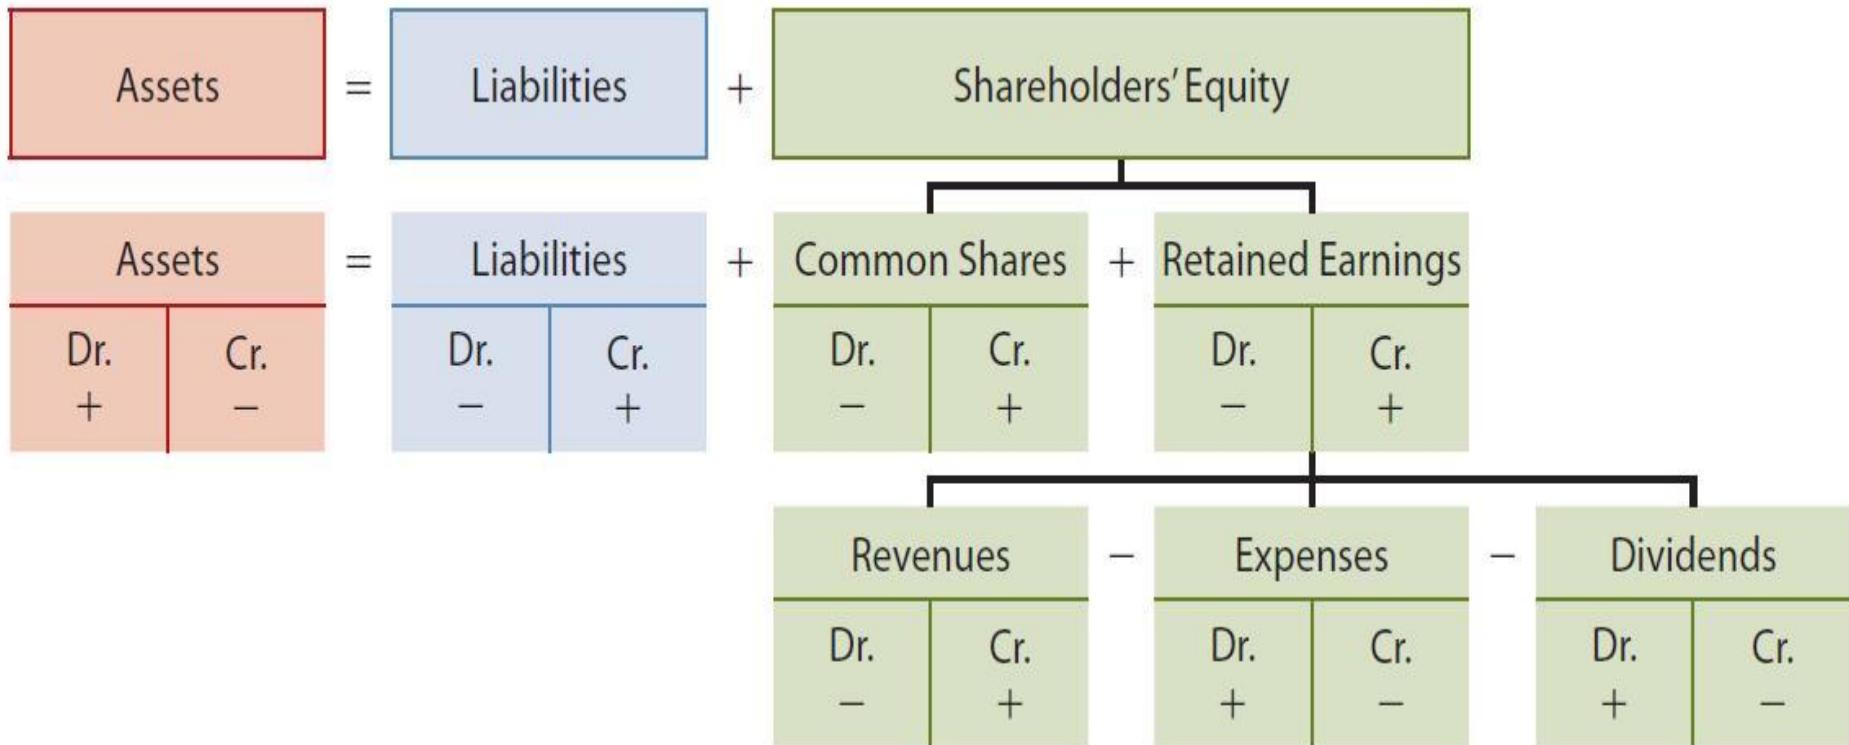 Assets = Liabilities + Shareholders’ Equity
Assets = Liabilities + Common Shares + Retained Earnings
Dr. Cr. Dr. Cr. Dr. Cr. Dr. Cr.
+ − − + − + − +
Revenues − Expenses − Dividends
Dr. Cr. Dr. Cr. Dr. Cr.
− + + − + −